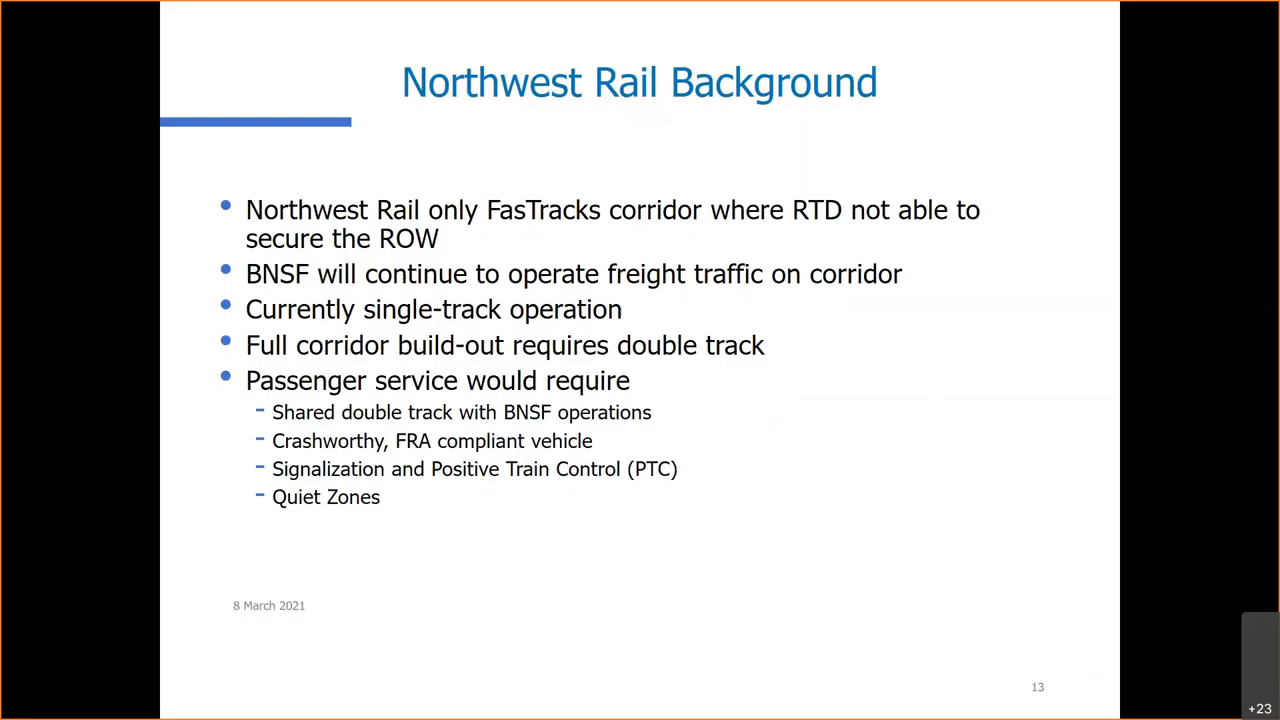 Northwest Rail Background
• Northwest Rail only FasTracks corridor where RTD not able to
secure the ROW
• BNSF will continue to operate freight traffic on corridor
• Currently single-track operation
• Full corridor build-out requires double track
• Passenger service would require
- Shared double track with BNSF operations
- Crashworthy, FRA compliant vehicle
- Signalization and Positive Train Control (PTC)
- Quiet Zones
8 March 2021
13
+23